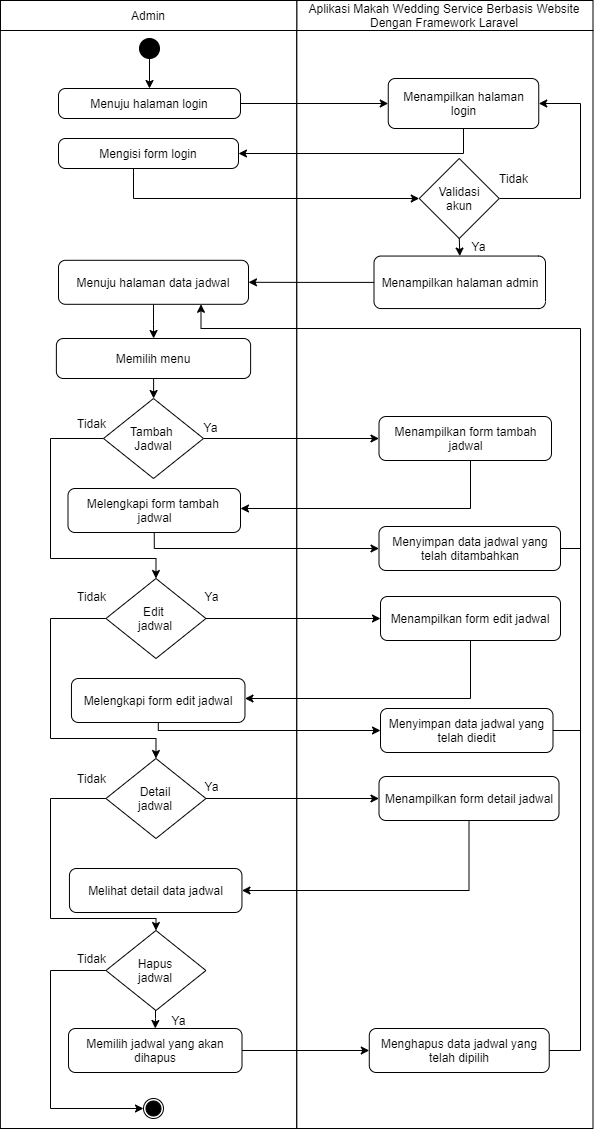 Admin
Aplikasi Makah Wedding Service Berbasis Website
Dengan Framework Laravel
Menuju halaman login
Menampilkan halaman
login
Mengisi form login
Validasi
akun
Tidak
Ya
Menuju halaman data jadwal
Menampilkan halaman admin
Memilih menu
Tidak
Tambah
Jadwal
Ya
Menampilkan form tambah
jadwal
Melengkapi form tambah
jadwal
Menyimpan data jadwal yang
telah ditambahkan
Tidak
Edit
jadwal
Ya
Menampilkan form edit jadwal
Melengkapi form edit jadwal
Menyimpan data jadwal yang
telah diedit
Tidak
Detail
jadwal
Ya
Menampilkan form detail jadwal
Melihat detail data jadwal
Tidak
Hapus
jadwal
Ya
Memilih jadwal yang akan
dihapus
Menghapus data jadwal yang
telah dipilih